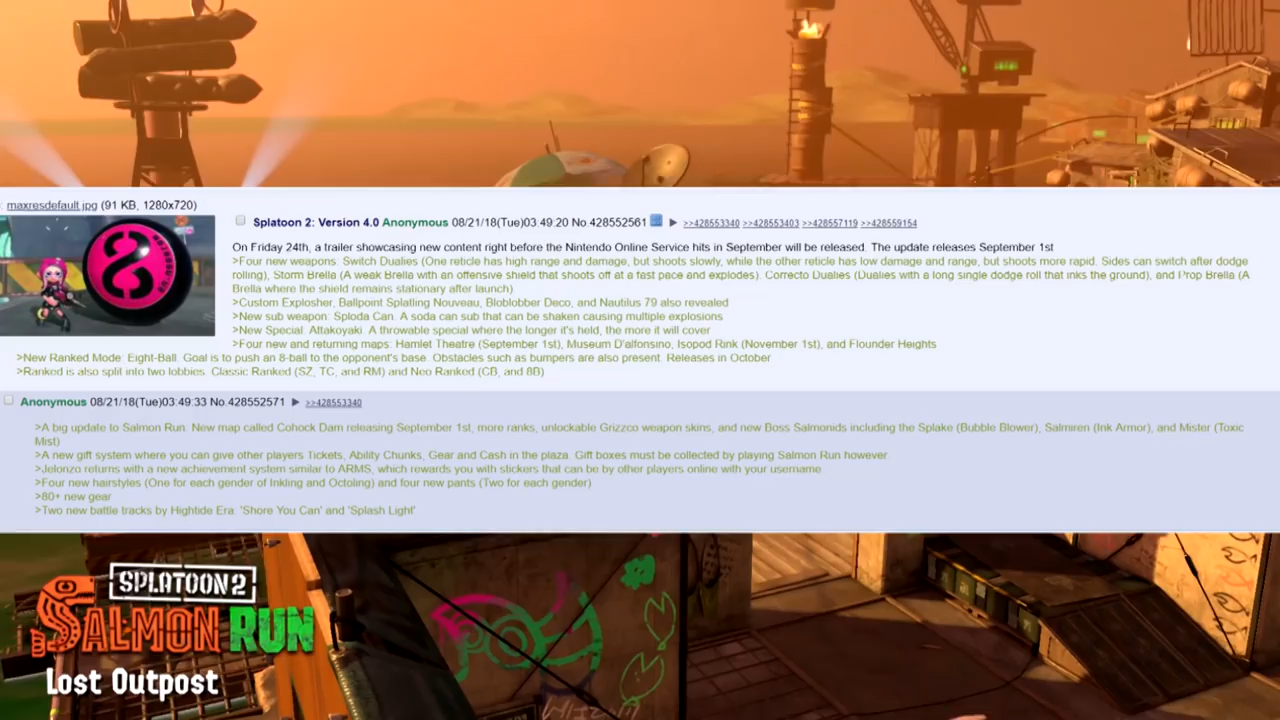 : maxresdefault.jpg (91 KB, 1280x720)
Splatoon 2: Version 4.0 Anonymous 08/21/18(Tue)03:49:20 No.428552561 ▶ >>428553340 >>428553403 >>428557119 >>428559154
On Friday 24th, a trailer showcasing new content right before the Nintendo Online Service hits in September will be released. The update releases September 1st
>Four new weapons: Switch Dualies (One reticle has high range and damage, but shoots slowly, while the other reticle has low damage and range, but shoots more rapid. Sides can switch after dodge
rolling), Storm Brella (A weak Brella with an offensive shield that shoots off at a fast pace and explodes). Correcto Dualies (Dualies with a long single dodge roll that inks the ground), and Prop Brella (A
Brella where the shield remains stationary after launch)
>Custom Explosher, Ballpoint Splatling Nouveau, Bloblobber Deco, and Nautilus 79 also revealed
>New sub weapon: Sploda Can. A soda can sub that can be shaken causing multiple explosions
>New Special: Attakoyaki. A throwable special where the longer it's held, the more it will cover
>Four new and returning maps: Hamlet Theatre (September 1st), Museum D'alfonsino, Isopod Rink (November 1st), and Flounder Heights
>New Ranked Mode: Eight-Ball. Goal is to push an 8-ball to the opponent's base. Obstacles such as bumpers are also present. Releases in October
>Ranked is also split into two lobbies. Classic Ranked (SZ, TC, and RM) and Neo Ranked (CB, and 8B)
Anonymous 08/21/18(Tue)03:49:33 No.428552571 ▶ >>428553340
>A big update to Salmon Run. New map called Cohock Dam releasing September 1st, more ranks, unlockable Grizzco weapon skins, and new Boss Salmonids including the Splake (Bubble Blower), Salmiren (Ink Armor), and Mister (Toxic
Mist)
>A new gift system where you can give other players Tickets, Ability Chunks, Gear and Cash in the plaza. Gift boxes must be collected by playing Salmon Run however.
>Jelonzo returns with a new achievement system similar to ARMS, which rewards you with stickers that can be by other players online with your username
>Four new hairstyles (One for each gender of Inkling and Octoling) and four new pants (Two for each gender)
>80+ new gear
>Two new battle tracks by Hightide Era: 'Shore You Can' and 'Splash Light'
SPLATOON 2
SALMON RUN
Lost Outpost